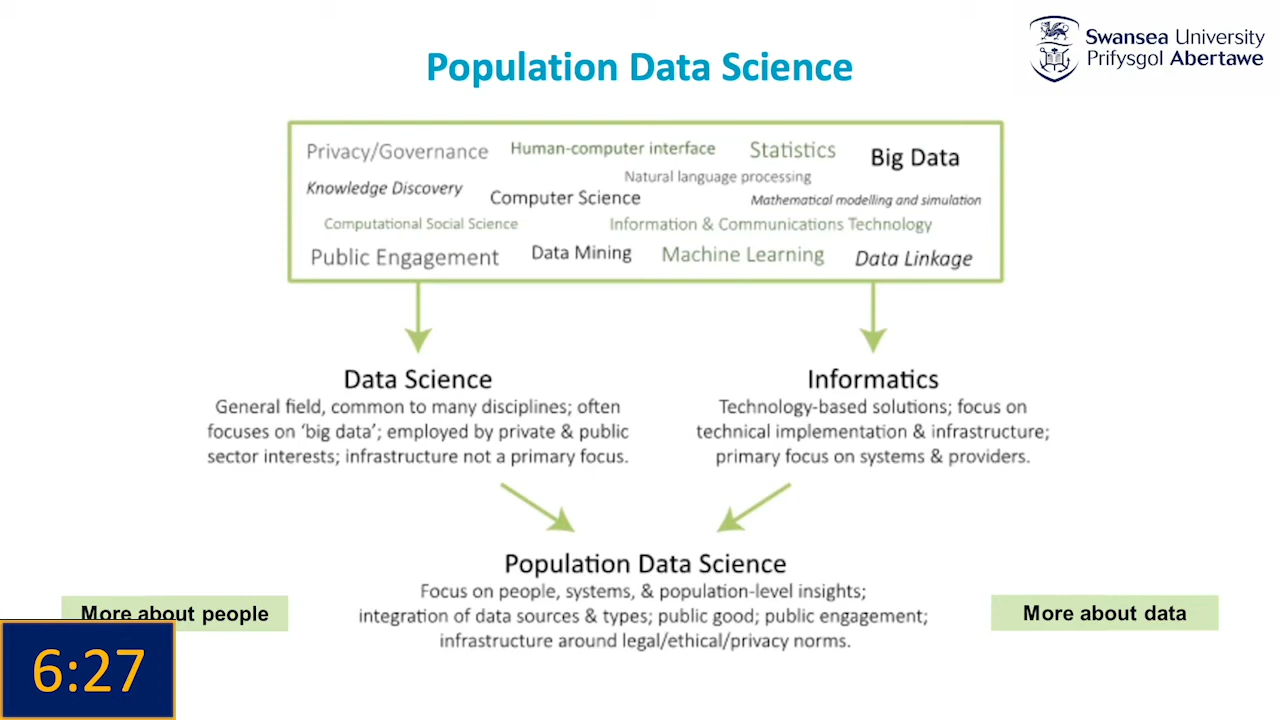 Population Data Science
Swansea University
Prifysgol Abertawe
Privacy/Governance
Human-computer interface
Statistics
Big Data
Natural language processing
Knowledge Discovery
Computer Science
Mathematical modelling and simulation
Computational Social Science
Information & Communications Technology
Public Engagement
Data Mining
Machine Learning
Data Linkage
Data Science
General field, common to many disciplines; often
focuses on ‘big data’; employed by private & public
sector interests; infrastructure not a primary focus.
Informatics
Technology-based solutions; focus on
technical implementation & infrastructure;
primary focus on systems & providers.
Population Data Science
Focus on people, systems, & population-level insights;
integration of data sources & types; public good; public engagement;
infrastructure around legal/ethical/privacy norms.
More about people
More about data
6:27